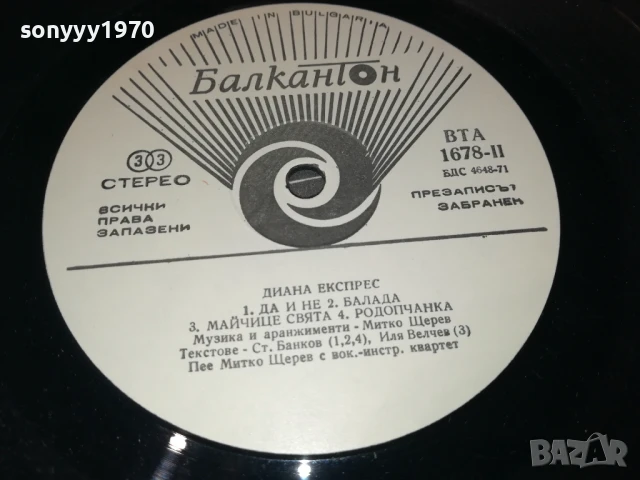 sonyyy1970
MADE IN BULGARIA
Балкантон
33
СТЕРЕО
ВСИЧКИ
ПРАВА
ЗАПАЗЕНИ
ВТА
1678-II
БДС 4648-71
ПРЕЗАПИСЪТ
ЗАБРАНЕН
ДИАНА ЕКСПРЕС
1. ДА И НЕ 2. БАЛАДА
3. МАЙЧИЦЕ СВЯТА 4. РОДОПЧАНКА
Музика и аранжименти - Митко Щерев
Текстове - Ст. Банков (1,2,4), Иля Велчев (3)
Пее Митко Щерев с вок.-инстр. квартет
BAZAR